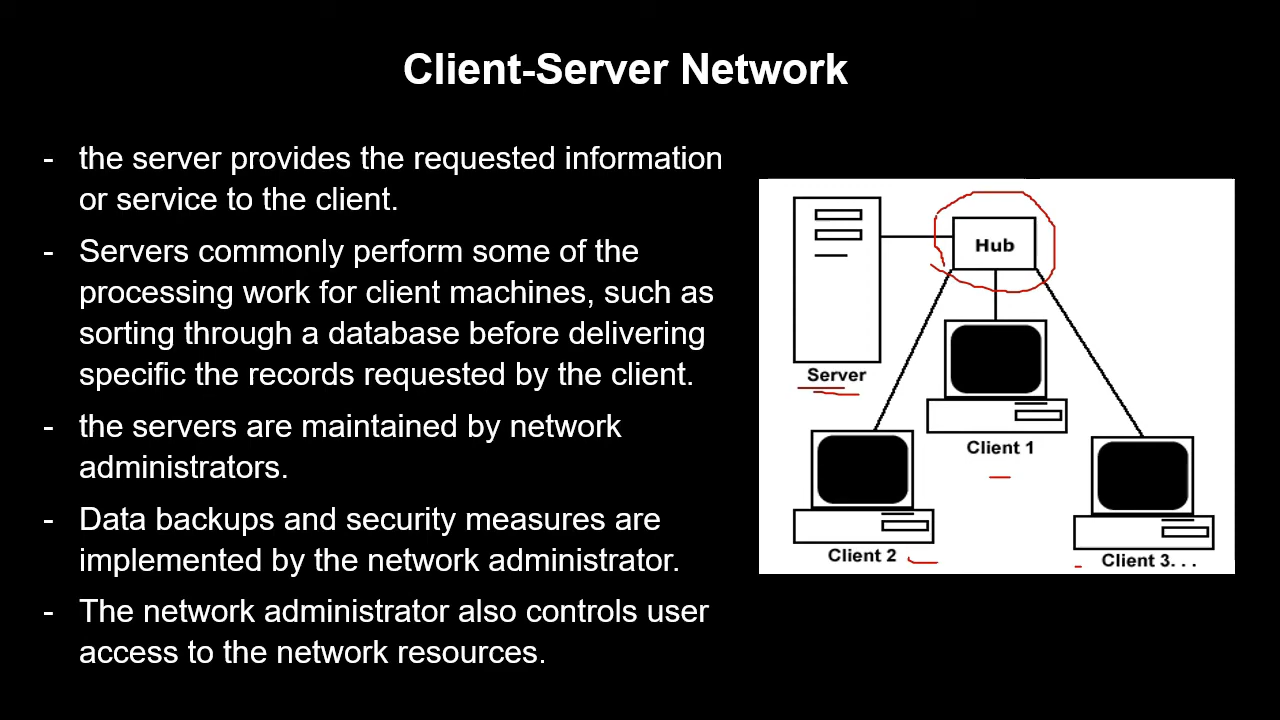 Client-Server Network
- the server provides the requested information
or service to the client.
- Servers commonly perform some of the
processing work for client machines, such as
sorting through a database before delivering
specific the records requested by the client.
- the servers are maintained by network
administrators.
- Data backups and security measures are
implemented by the network administrator.
- The network administrator also controls user
access to the network resources.
Hub
Server
Client 1
Client 2
Client 3. . .